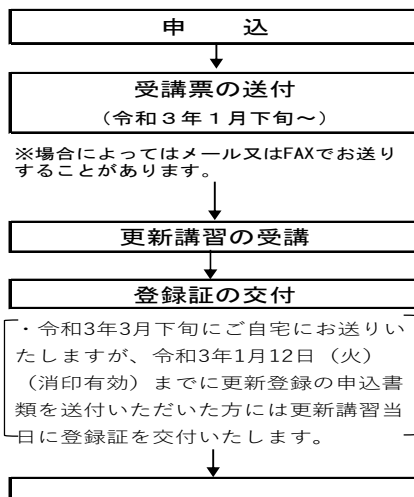 申　　込
受講票の送付
（令和３年１月下旬～）
※場合によってはメール又はFAXでお送り
することがあります。
更新講習の受講
登録証の交付
・令和3年3月下旬にご自宅にお送りい
たしますが、令和3年1月12日（火）
（消印有効）までに更新登録の申込書
類を送付いただいた方には更新講習当
日に登録証を交付いたします。